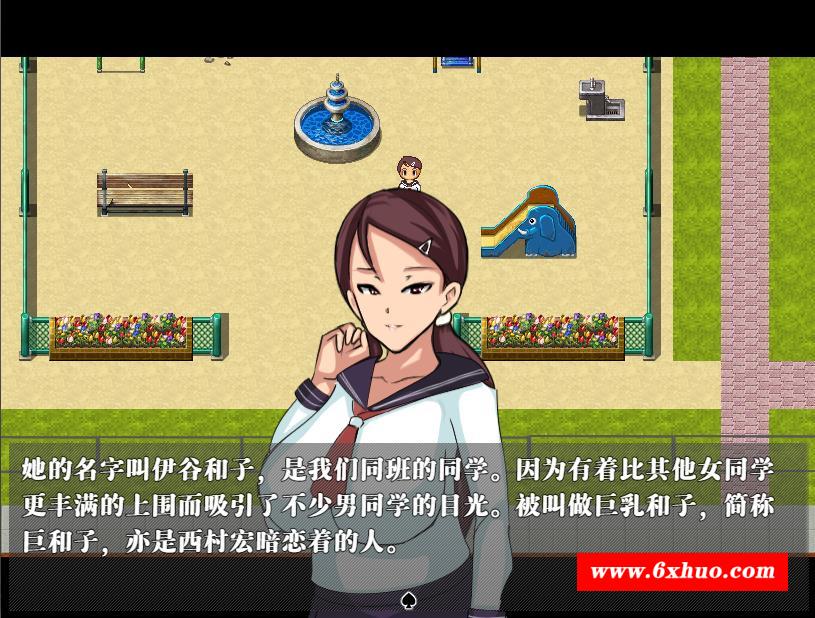 她的名字叫伊谷和子，是我们同班的同学。因为有着比其他女同学
更丰满的上围而吸引了不少男同学的目光。被叫做巨乳和子，简称
巨和子，亦是西村宏暗恋着的人。
www.6xhuo.com